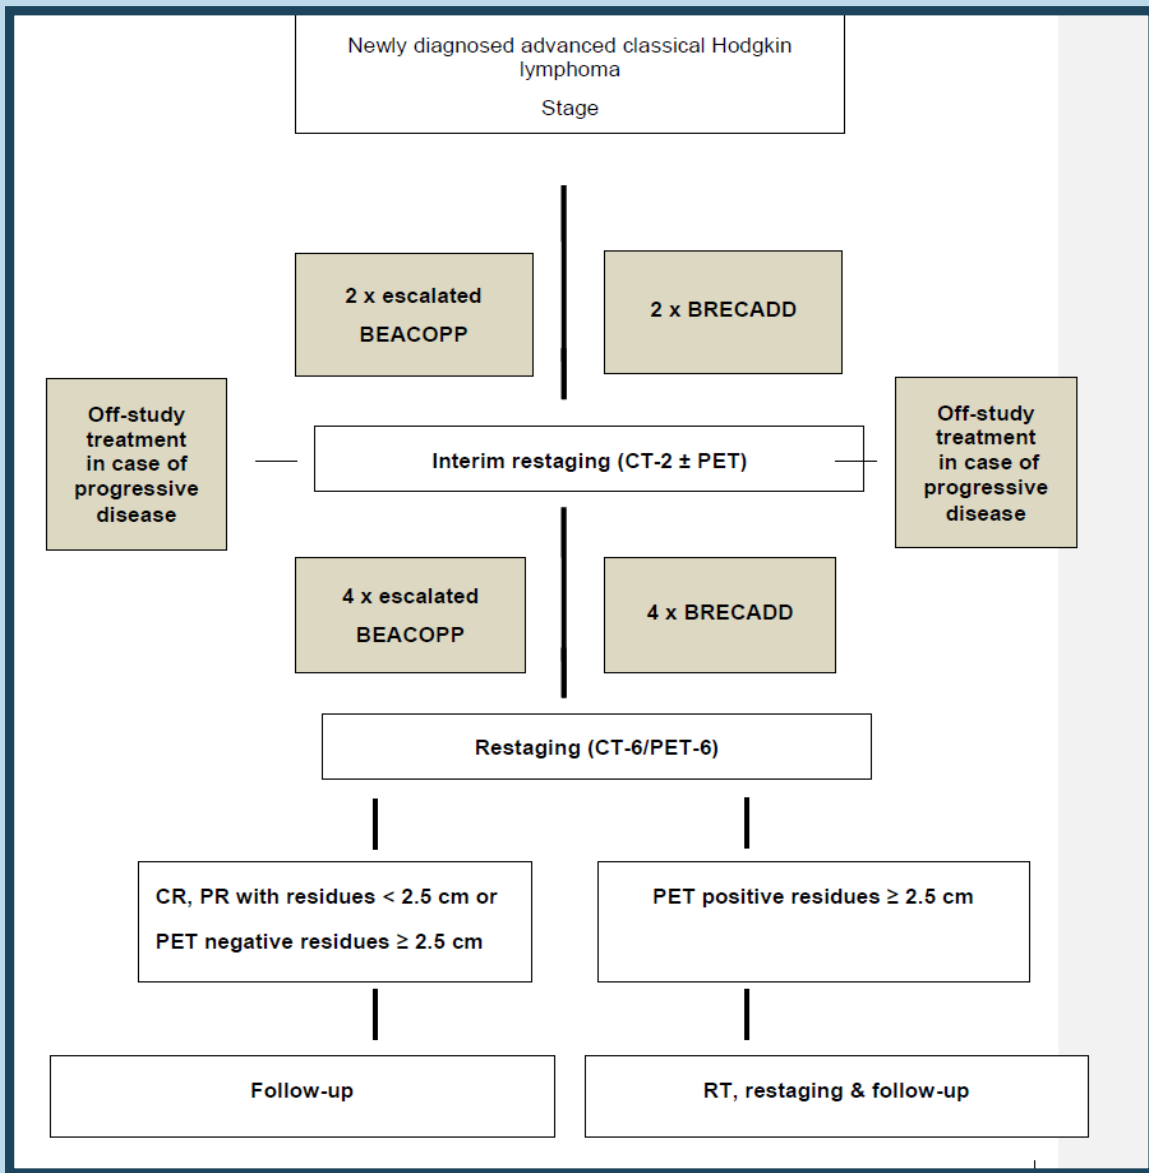 Newly diagnosed advanced classical Hodgkin
lymphoma
Stage
2 x escalated
BEACOPP
2 x BRECADD
Off-study
treatment
in case of
progressive
disease
Interim restaging (CT-2 ± PET)
Off-study
treatment
in case of
progressive
disease
4 x escalated
BEACOPP
4 x BRECADD
Restaging (CT-6/PET-6)
CR, PR with residues < 2.5 cm or
PET negative residues ≥ 2.5 cm
PET positive residues ≥ 2.5 cm
Follow-up
RT, restaging & follow-up